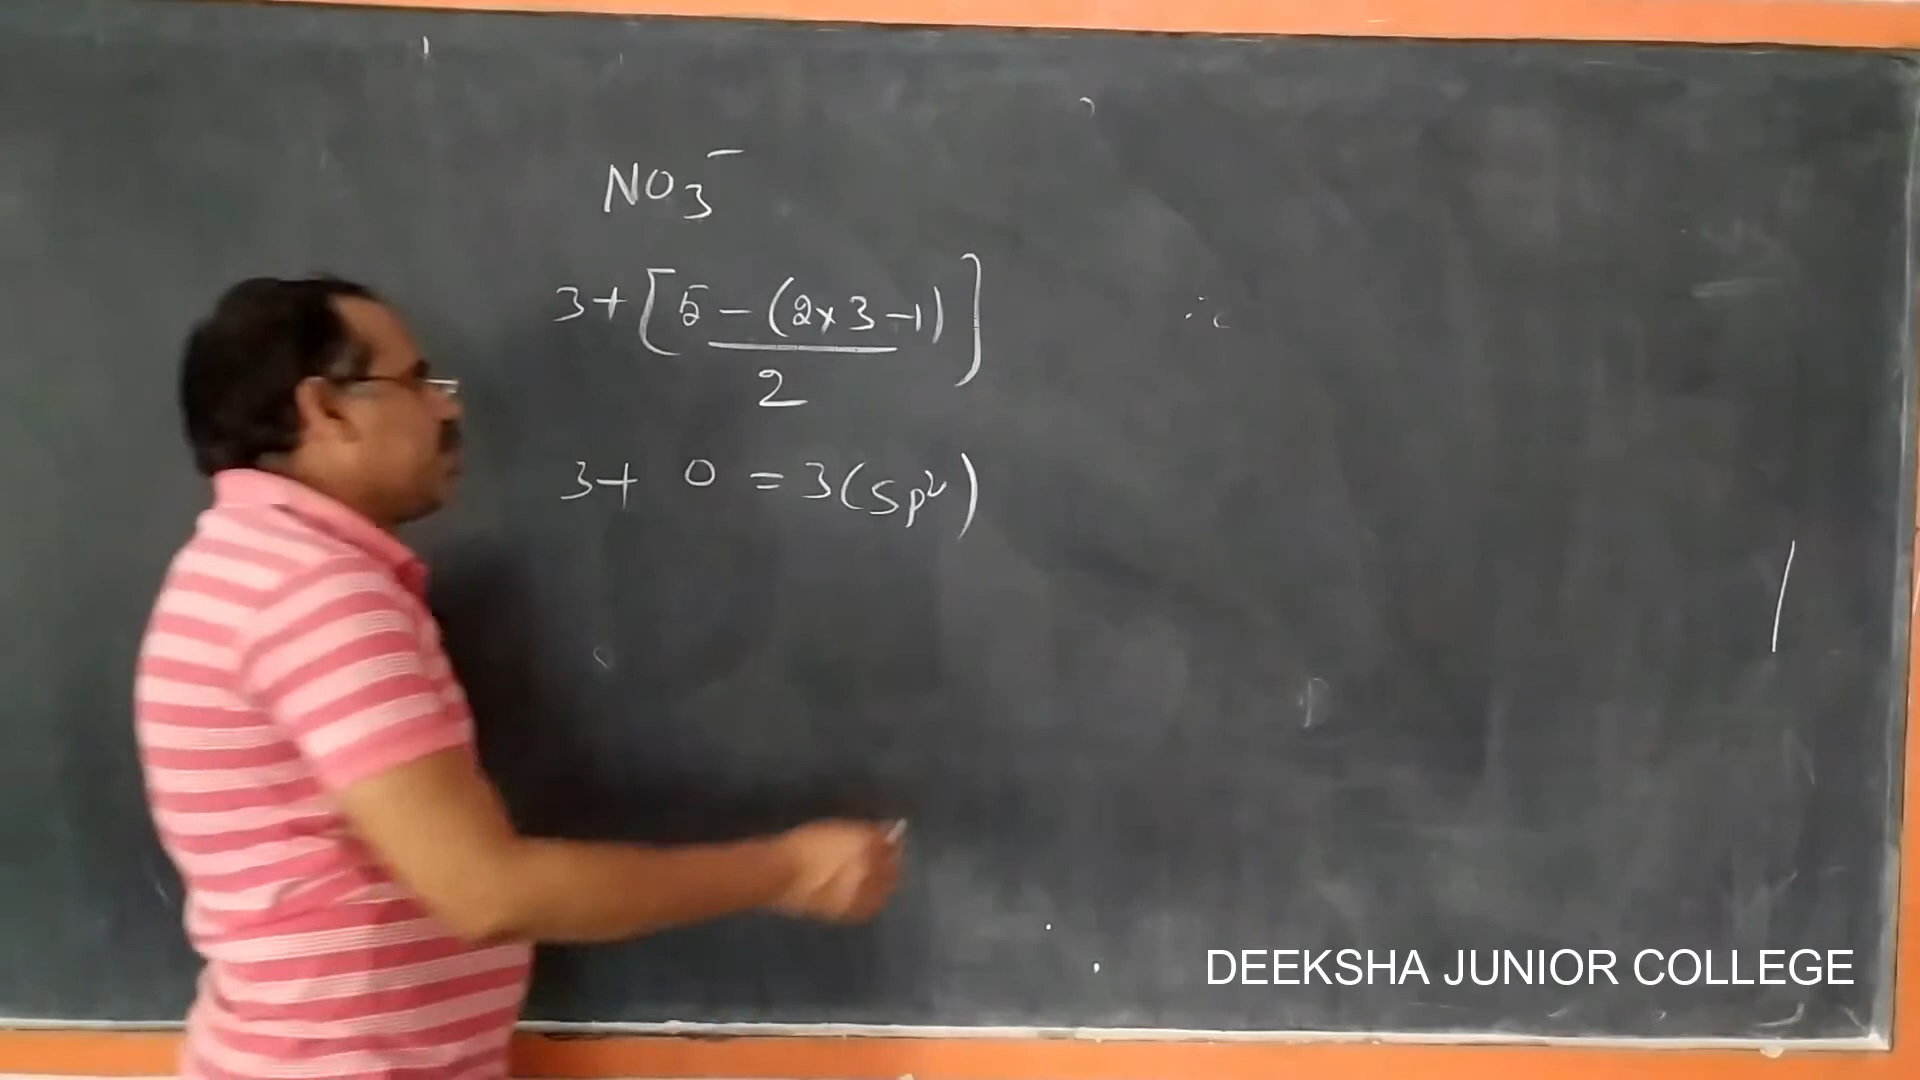 NO₃⁻
3+[5-(2×3-1)/2]
3+ 0 = 3(Sp²)
DEEKSHA JUNIOR COLLEGE